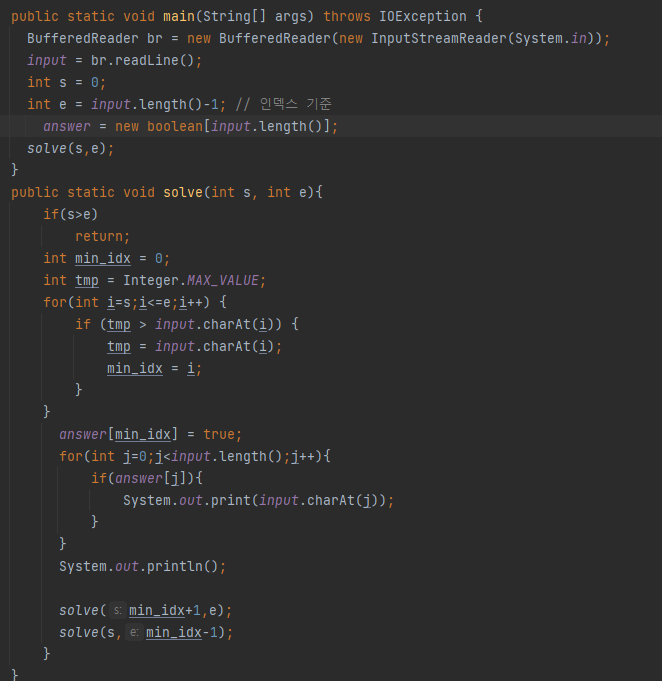 public static void main(String[] args) throws IOException {
  BufferedReader br = new BufferedReader(new InputStreamReader(System.in));
  input = br.readLine();
  int s = 0;
  int e = input.length()-1; // 인덱스 기준
    answer = new boolean[input.length()];
  solve(s,e);
}
public static void solve(int s, int e){
    if(s>e)
        return;
    int min_idx = 0;
    int tmp = Integer.MAX_VALUE;
    for(int i=s;i<=e;i++) {
        if (tmp > input.charAt(i)) {
            tmp = input.charAt(i);
            min_idx = i;
        }
    }
      answer[min_idx] = true;
      for(int j=0;j<input.length();j++){
          if(answer[j]){
              System.out.print(input.charAt(j));
          }
      }
      System.out.println();
      solve( s: min_idx+1,e);
      solve(s, e: min_idx-1);
    }
}